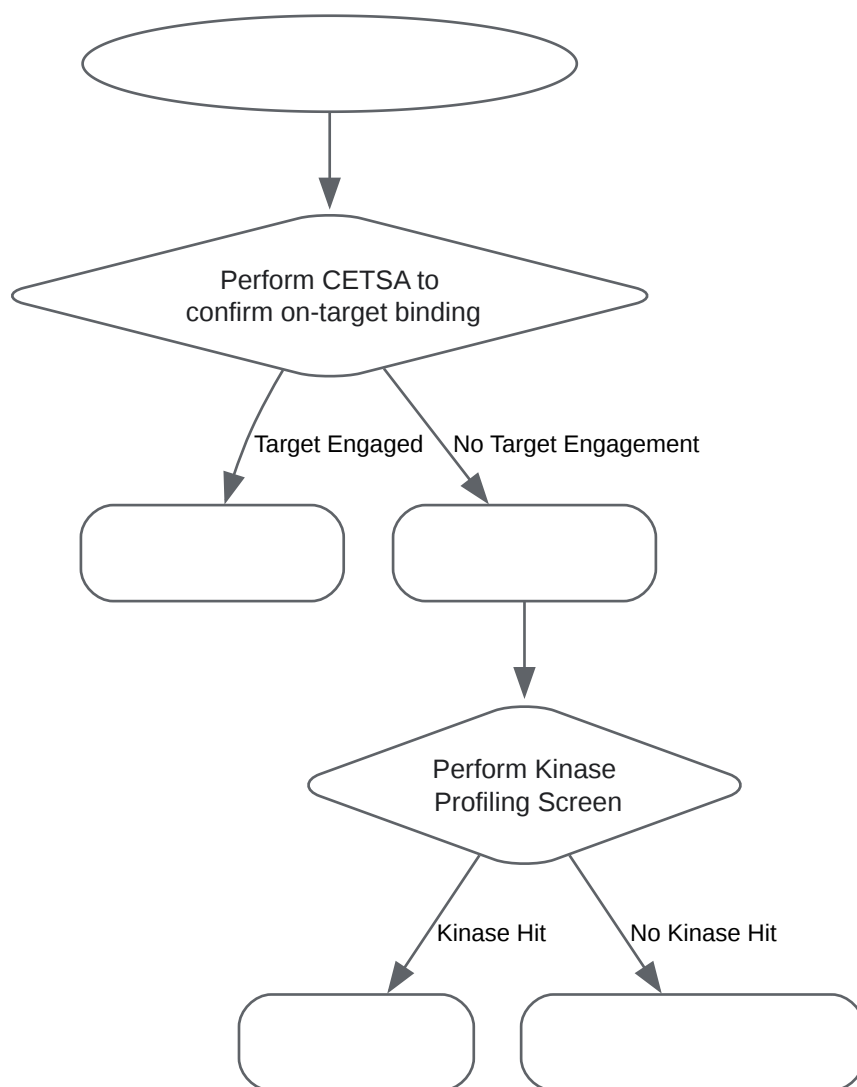 Perform CETSA to
confirm on-target binding
Target Engaged
No Target Engagement
Perform Kinase
Profiling Screen
Kinase Hit
No Kinase Hit